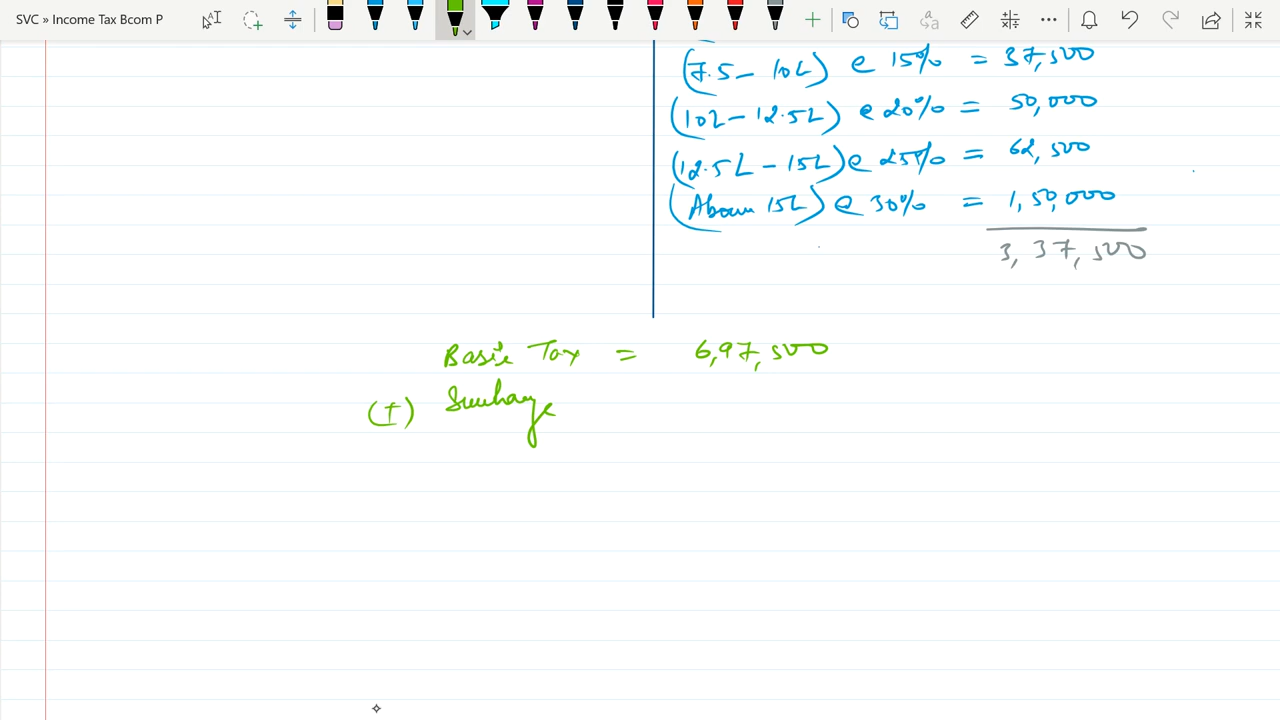 SVC » Income Tax Bcom P
(7.5 - 10L) @ 15% = 37,500
(10L - 12.5L) @ 20% = 50,000
(12.5L - 15L) @ 25% = 62,500
(Above 15L) @ 30% = 1,50,000
3,37,500
Basic Tax = 6,97,500
(+) Surcharge